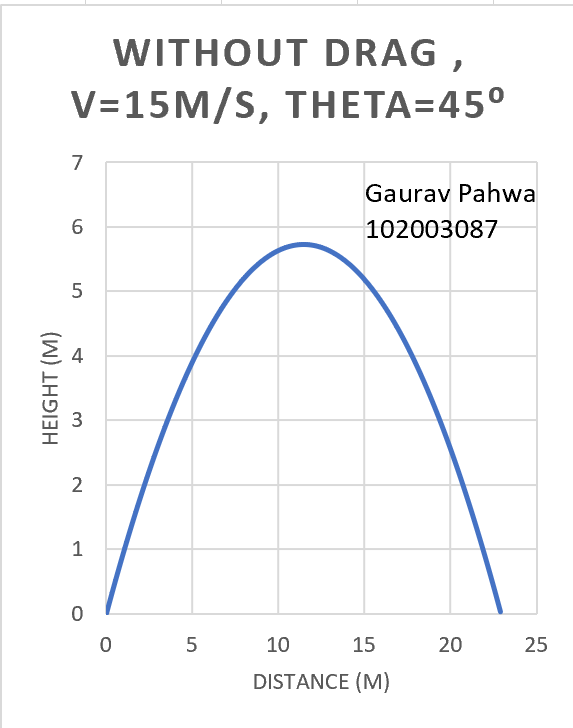 WITHOUT DRAG ,
V=15M/S, THETA=45⁰
Gaurav Pahwa
102003087
7
6
5
4
3
2
1
0
HEIGHT (M)
0 5 10 15 20 25
DISTANCE (M)